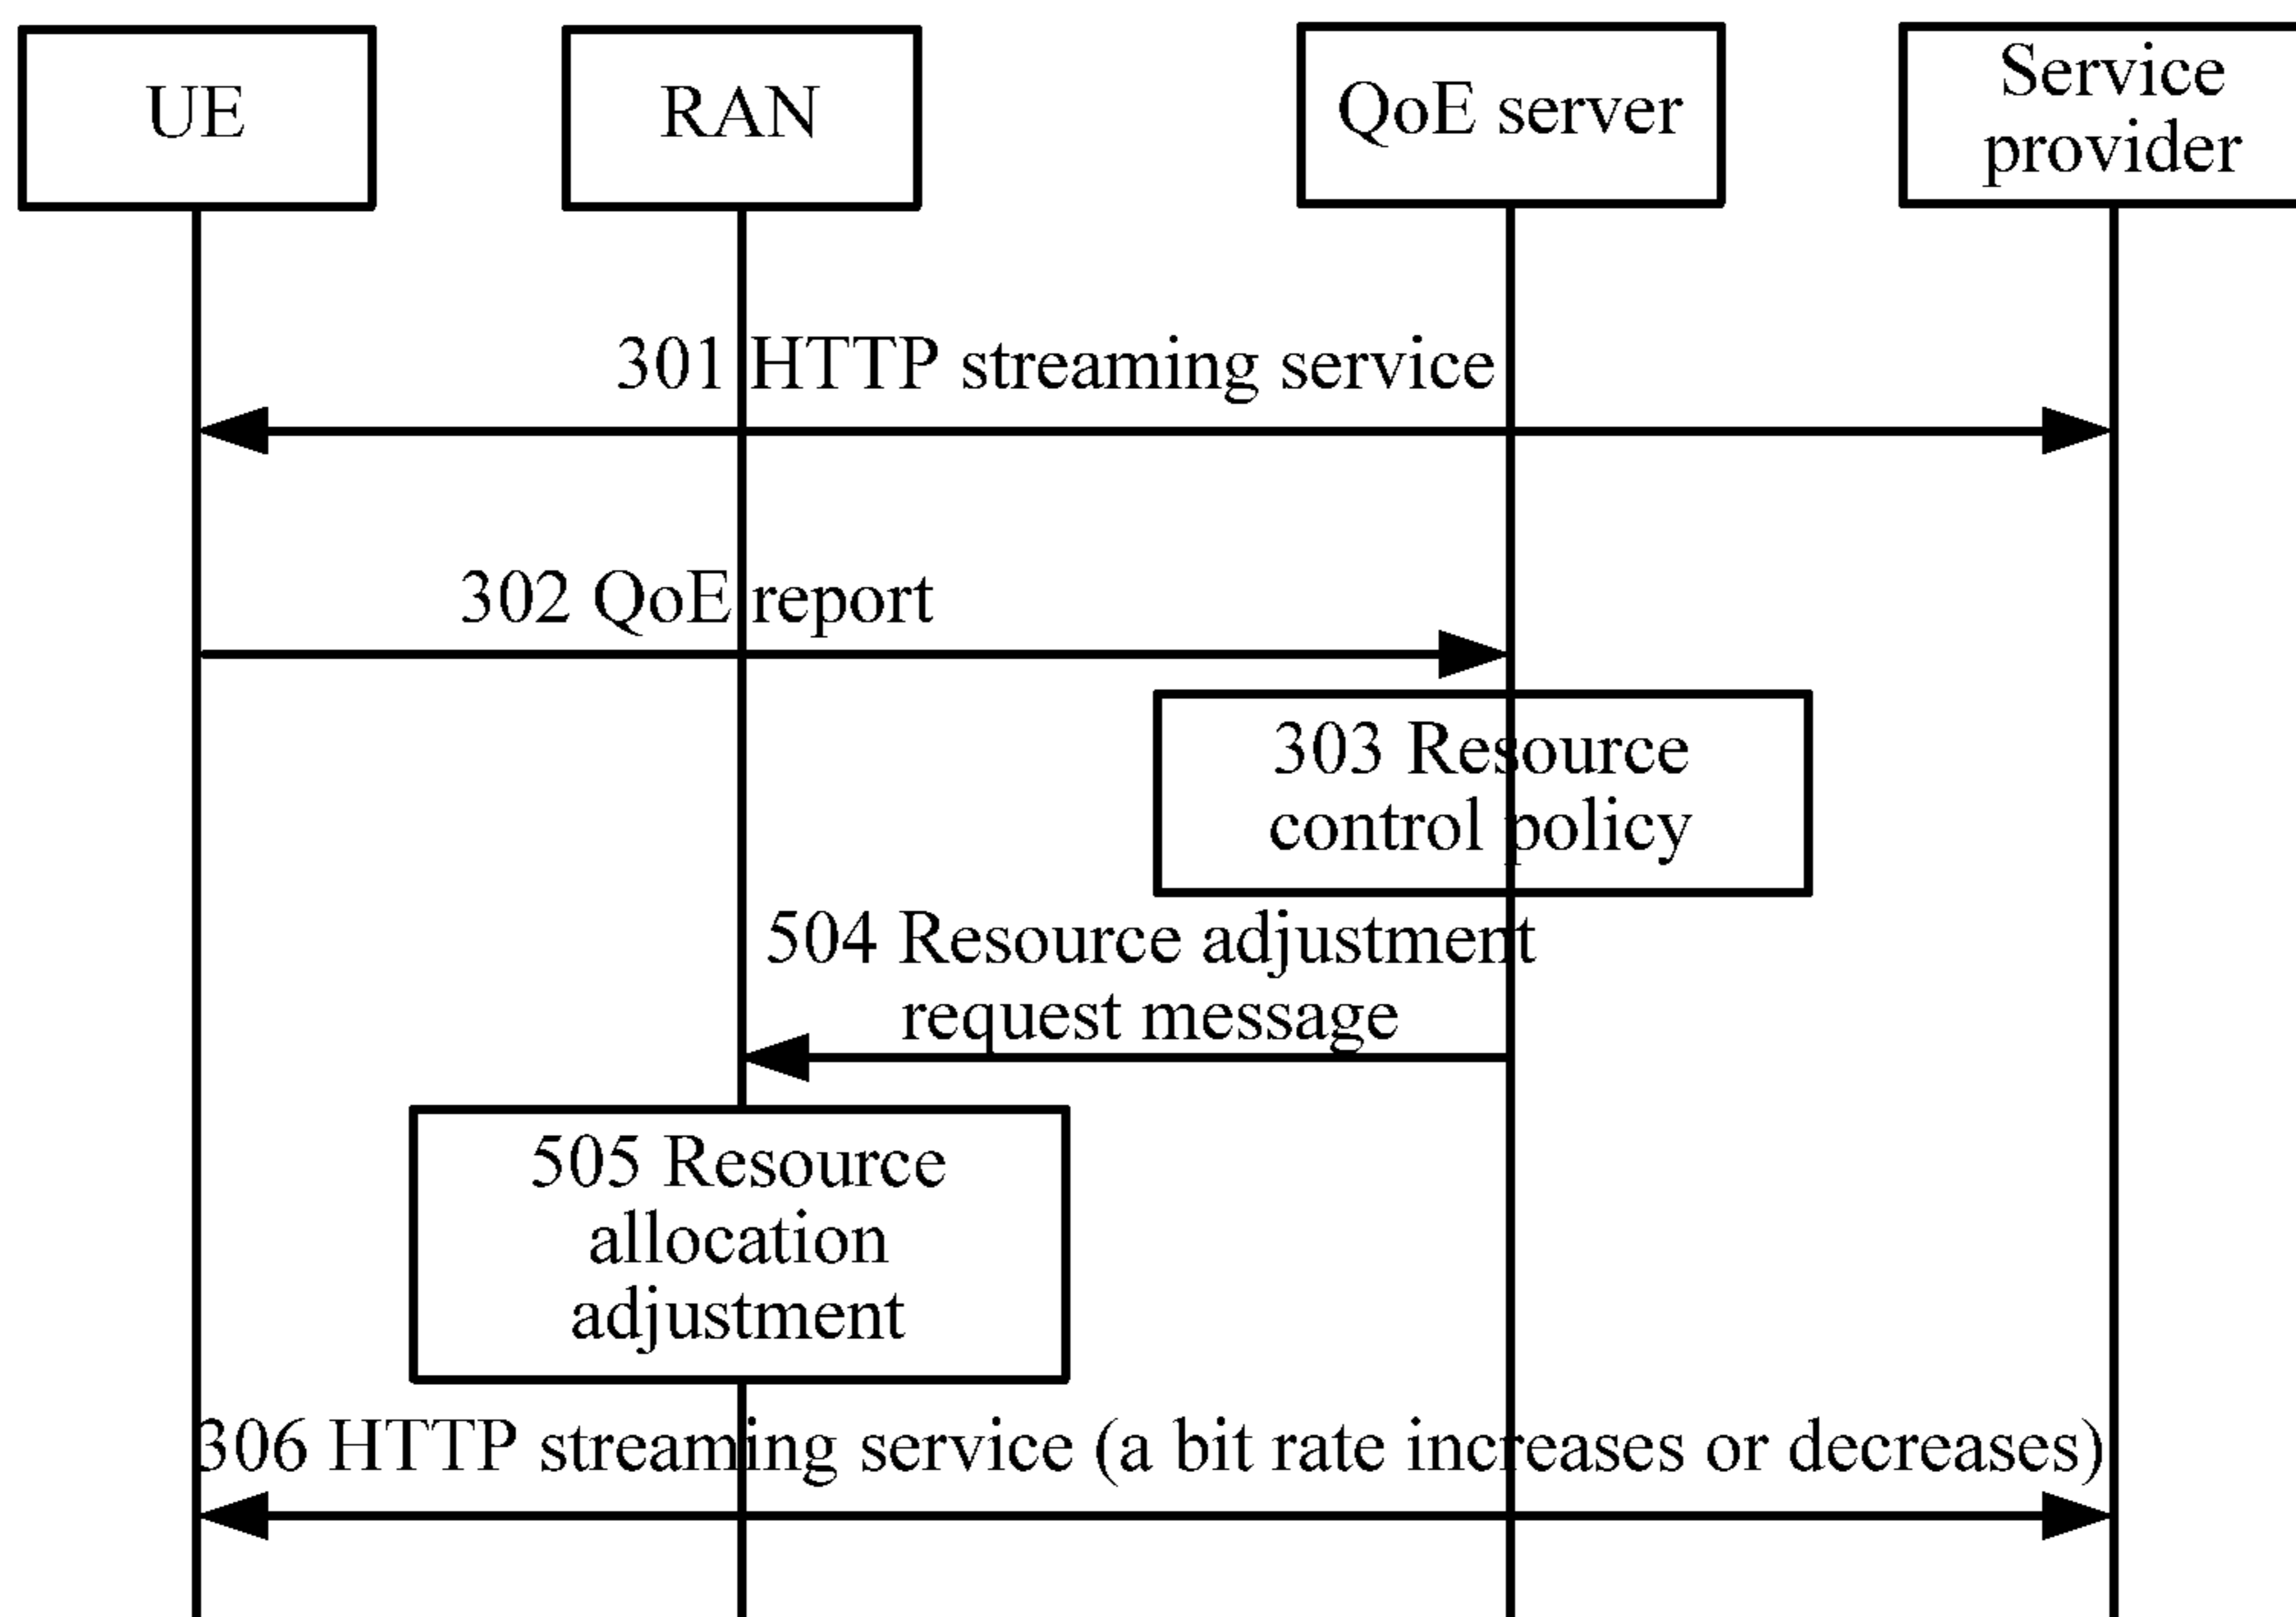 UE
RAN
QoE server
Service
provider
301 HTTP streaming service
302 QoE report
303 Resource
control policy
504 Resource adjustment
request message
505 Resource
allocation
adjustment
306 HTTP streaming service (a bit rate increases or decreases)